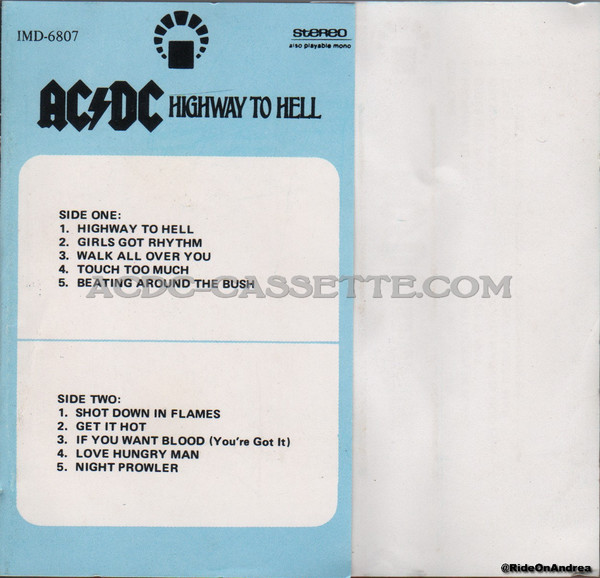 IMD-6807
STEREO
also playable mono
AC/DC HIGHWAY TO HELL
SIDE ONE:
1. HIGHWAY TO HELL
2. GIRLS GOT RHYTHM
3. WALK ALL OVER YOU
4. TOUCH TOO MUCH
5. BEATING AROUND THE BUSH
ACDC-CASSETTE.COM
SIDE TWO:
1. SHOT DOWN IN FLAMES
2. GET IT HOT
3. IF YOU WANT BLOOD (You're Got It)
4. LOVE HUNGRY MAN
5. NIGHT PROWLER
@RideOnAndrea